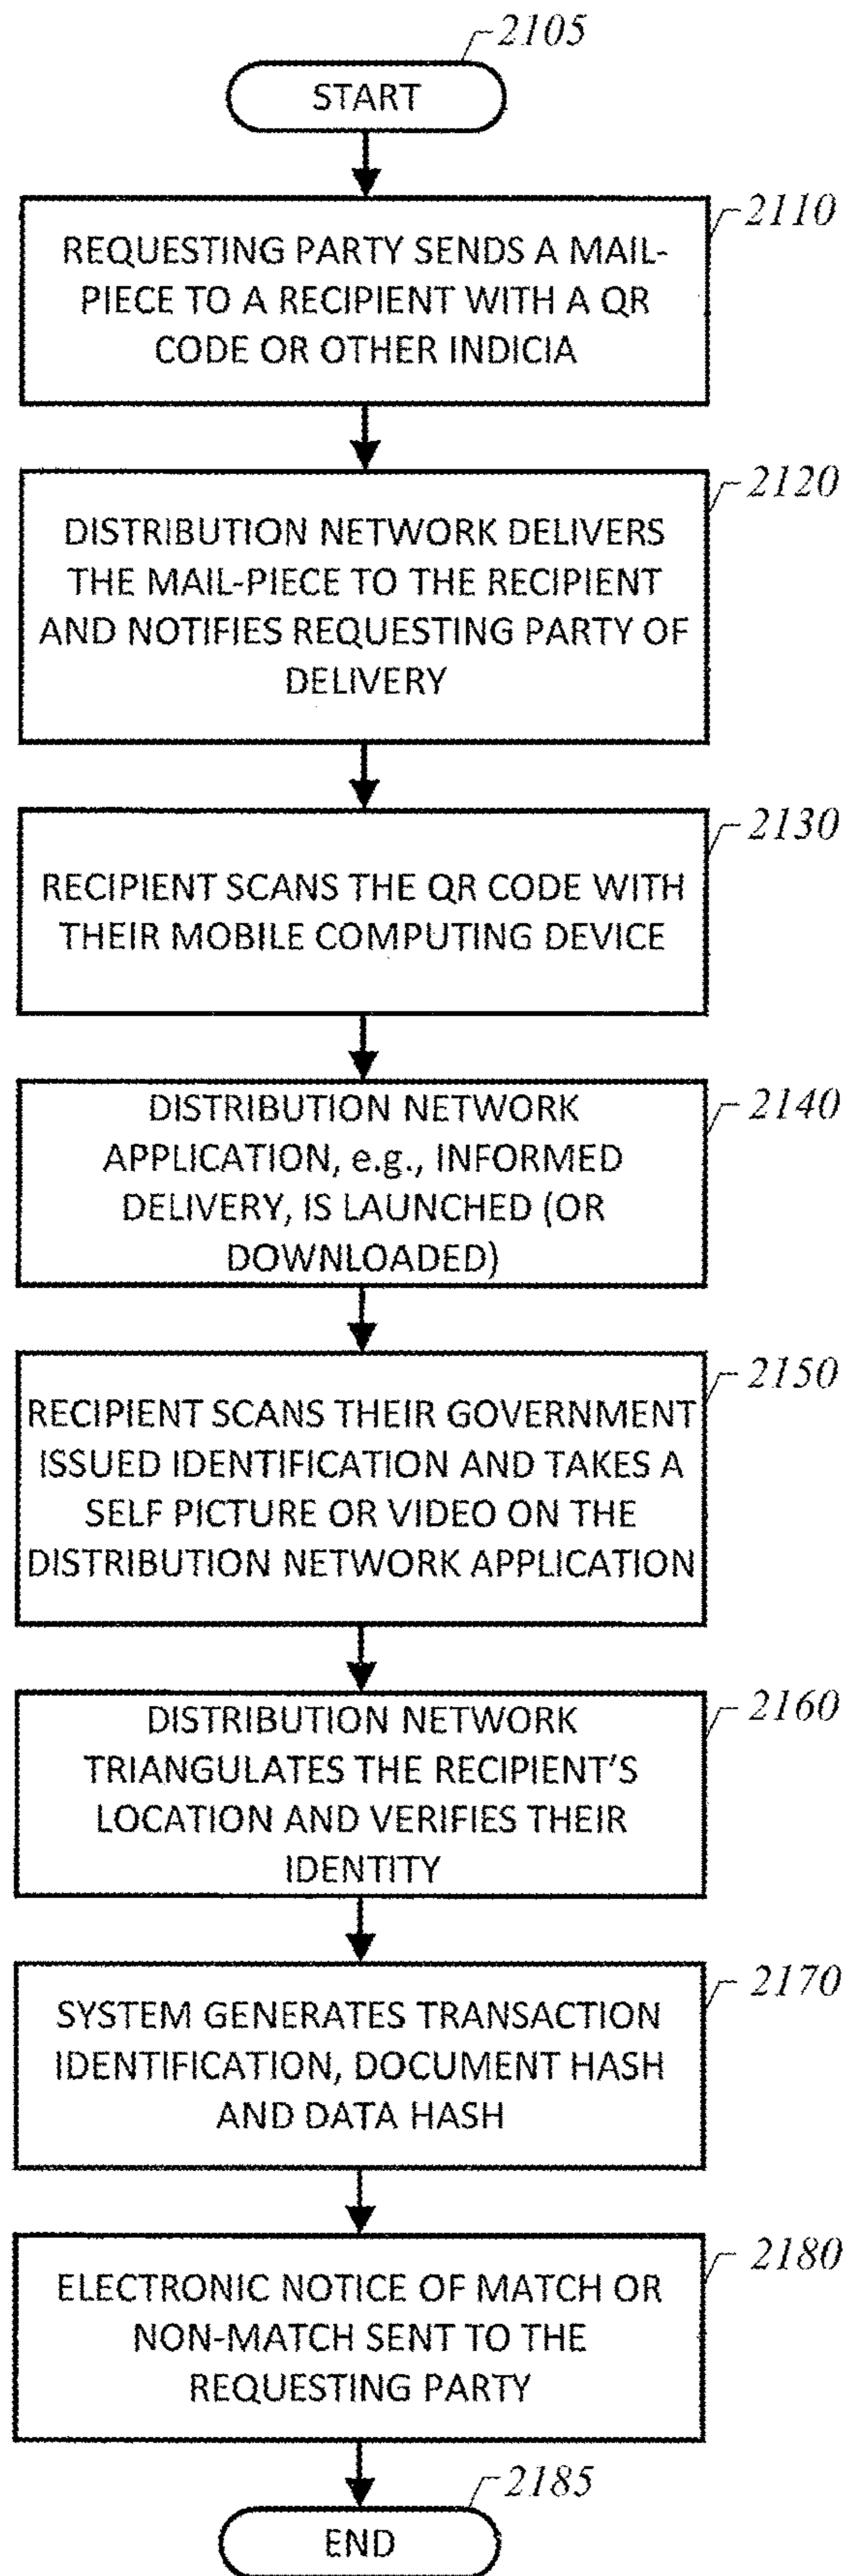 2105
START
2110
REQUESTING PARTY SENDS A MAIL-
PIECE TO A RECIPIENT WITH A QR
CODE OR OTHER INDICIA
2120
DISTRIBUTION NETWORK DELIVERS
THE MAIL-PIECE TO THE RECIPIENT
AND NOTIFIES REQUESTING PARTY OF
DELIVERY
2130
RECIPIENT SCANS THE QR CODE WITH
THEIR MOBILE COMPUTING DEVICE
2140
DISTRIBUTION NETWORK
APPLICATION, e.g., INFORMED
DELIVERY, IS LAUNCHED (OR
DOWNLOADED)
2150
RECIPIENT SCANS THEIR GOVERNMENT
ISSUED IDENTIFICATION AND TAKES A
SELF PICTURE OR VIDEO ON THE
DISTRIBUTION NETWORK APPLICATION
2160
DISTRIBUTION NETWORK
TRIANGULATES THE RECIPIENT'S
LOCATION AND VERIFIES THEIR
IDENTITY
2170
SYSTEM GENERATES TRANSACTION
IDENTIFICATION, DOCUMENT HASH
AND DATA HASH
2180
ELECTRONIC NOTICE OF MATCH OR
NON-MATCH SENT TO THE
REQUESTING PARTY
2185
END